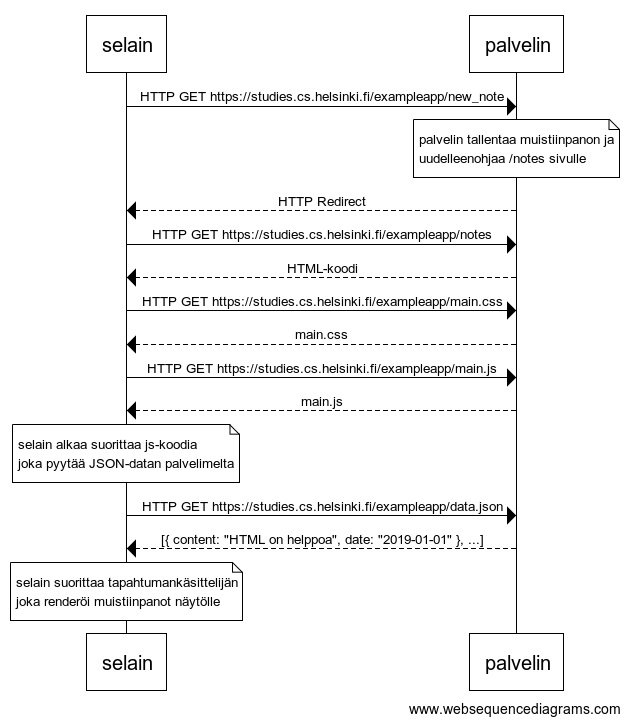 selain
palvelin
HTTP GET https://studies.cs.helsinki.fi/exampleapp/new_note
palvelin tallentaa muistiinpanon ja
uudelleenohjaa /notes sivulle
HTTP Redirect
HTTP GET https://studies.cs.helsinki.fi/exampleapp/notes
HTML-koodi
HTTP GET https://studies.cs.helsinki.fi/exampleapp/main.css
main.css
HTTP GET https://studies.cs.helsinki.fi/exampleapp/main.js
main.js
selain alkaa suorittaa js-koodia
joka pyytää JSON-datan palvelimelta
HTTP GET https://studies.cs.helsinki.fi/exampleapp/data.json
[{ content: "HTML on helppoa", date: "2019-01-01" }, ...]
selain suorittaa tapahtumankäsittelijän
joka renderöi muistiinpanot näytölle
selain
palvelin
www.websequencediagrams.com